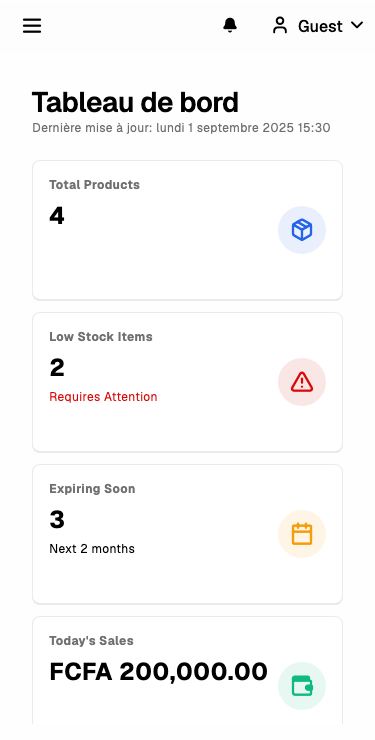 Guest
Tableau de bord
Dernière mise à jour: lundi 1 septembre 2025 15:30
Total Products
4
Low Stock Items
2
Requires Attention
Expiring Soon
3
Next 2 months
Today's Sales
FCFA 200,000.00